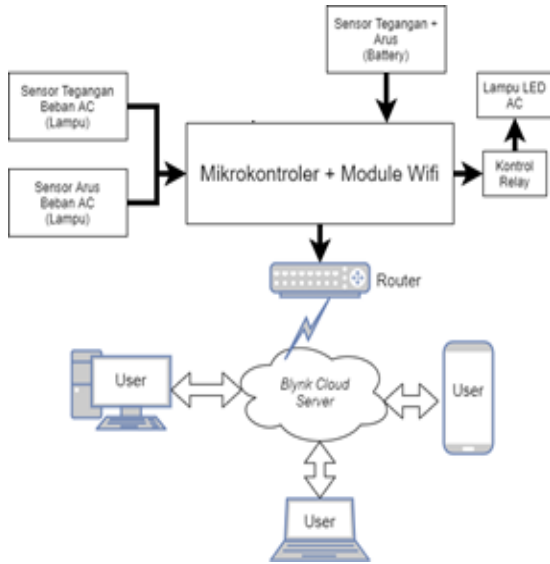 Sensor Tegangan +
Arus
(Battery)
Sensor Tegangan
Beban AC
(Lampu)
Lampu LED
AC
Mikrokontroler + Module Wifi
Kontrol
Relay
Sensor Arus
Beban AC
(Lampu)
Router
User
Blynk Cloud
Server
User
User